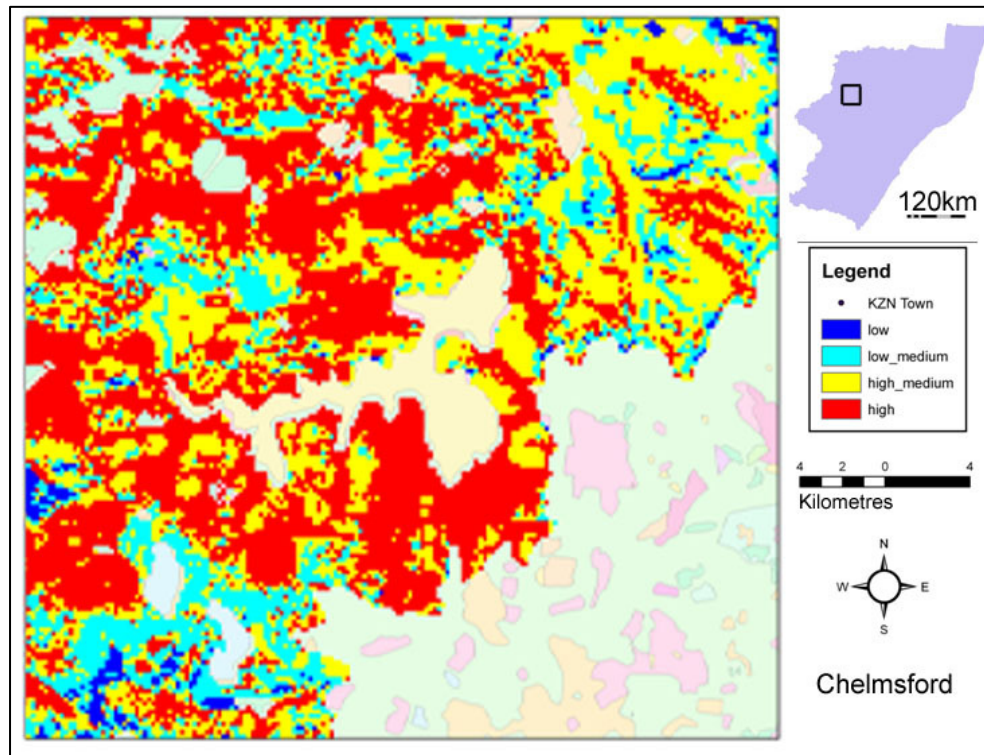 120km
Legend
KZN Town
low
low_medium
high_medium
high
4 2 0 4
Kilometres
N
W E
S
Chelmsford